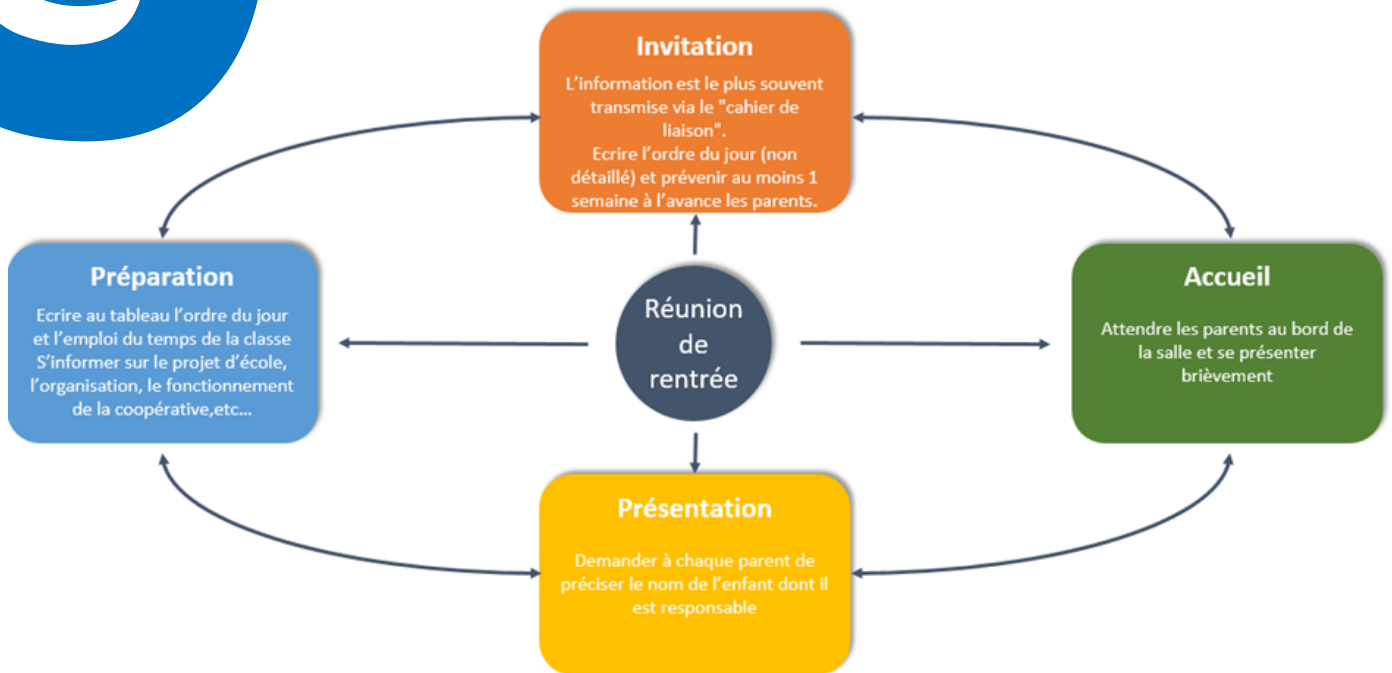 Invitation
L'information est le plus souvent
transmise via le "cahier de
liaison".
Ecrire l'ordre du jour (non
détaillé) et prévenir au moins 1
semaine à l'avance les parents.
Préparation
Ecrire au tableau l'ordre du jour
et l'emploi du temps de la classe
S'informer sur le projet d'école,
l'organisation, le fonctionnement
de la coopérative,etc...
Réunion
de
rentrée
Accueil
Attendre les parents au bord de
la salle et se présenter
brièvement
Présentation
Demander à chaque parent de
préciser le nom de l'enfant dont il
est responsable